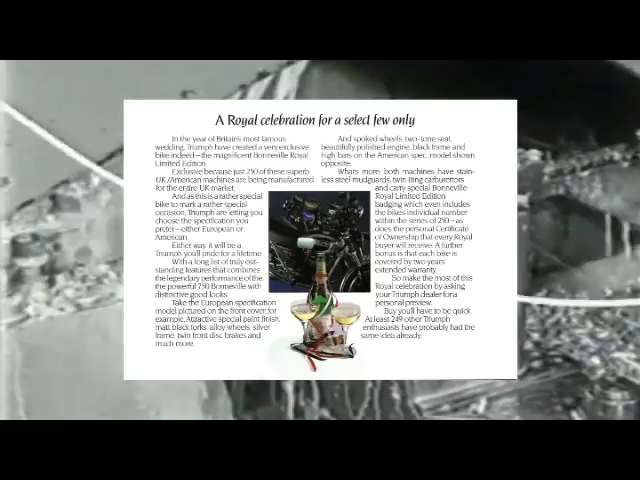 A Royal celebration for a select few only
In the year of Britain's most famous
wedding, Triumph have created a very exclusive
bike indeed—the magnificent Bonneville Royal
Limited Edition.
Exclusive because just 250 of these superb
UK/American machines are being manufactured
for the entire UK market.
And as this is a rather special
bike to mark a rather special
occasion, Triumph are letting you
choose the specification you
prefer—either European or
American.
Either way, it will be a
Triumph you'll pride for a lifetime.
With a long list of truly out-
standing features that combines
the legendary performance of the
the powerful 750 Bonneville with
distinctive good looks.
Take the European specification
model pictured on the front cover, for
example. Attractive special paint finish,
matt black forks, alloy wheels, silver
frame, twin front disc brakes and
much more.
And spoked wheels, two-tone seat,
beautifully polished engine, black frame and
high bars on the American spec. model shown
opposite.
What's more, both machines have stain-
less steel mudguards, twin Bing carburettors
and carry special Bonneville
Royal Limited Edition
badging which even includes
the bike's individual number
within the series of 250—as
does the personal Certificate
of Ownership that every Royal
buyer will receive. A further
bonus is that each bike is
covered by two years'
extended warranty.
So make the most of this
Royal celebration by asking
your Triumph dealer for a
personal preview.
But you'll have to be quick.
At least 249 other Triumph
enthusiasts have probably had the
same idea already.